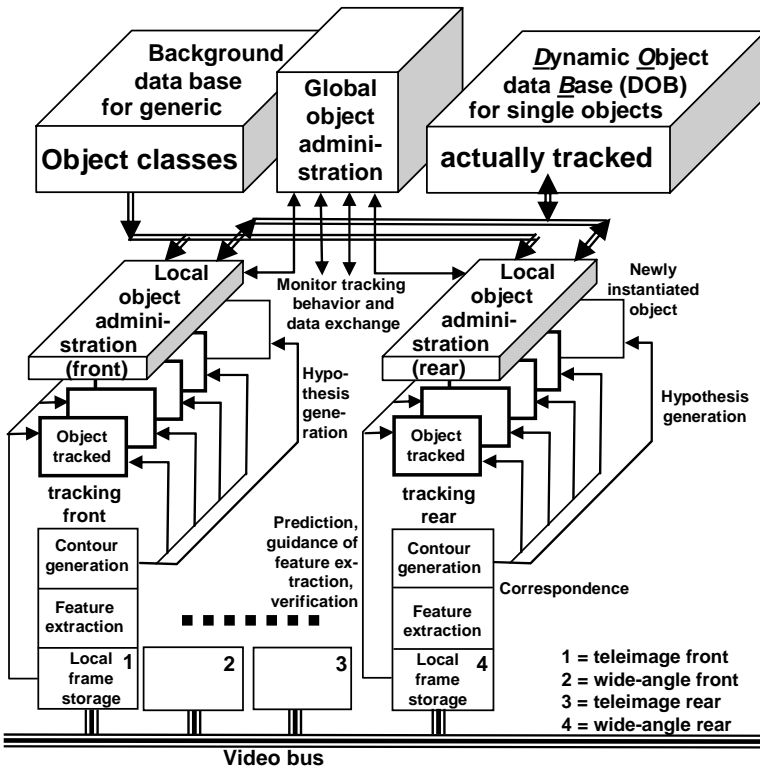 Background
data base
for generic
Object classes
Global
object
admini-
stration
Dynamic Object
data Base (DOB)
for single objects
actually tracked
Local
object
admini-
stration
(front)
Monitor tracking
behavior and
data exchange
Local
object
admini-
stration
(rear)
Newly
instantiated
object
Hypo-
thesis
gene-
ration
Hypothesis
generation
Object
tracked
tracking
front
Object
tracked
tracking
rear
Prediction,
guidance of
feature ex-
traction,
verification
Contour
generation
Feature
extraction
Local
frame
storage
1
2
3
Contour
generation
Feature
extraction
Local
frame
storage
4
Correspondence
1 = teleimage front
2 = wide-angle front
3 = teleimage rear
4 = wide-angle rear
Video bus